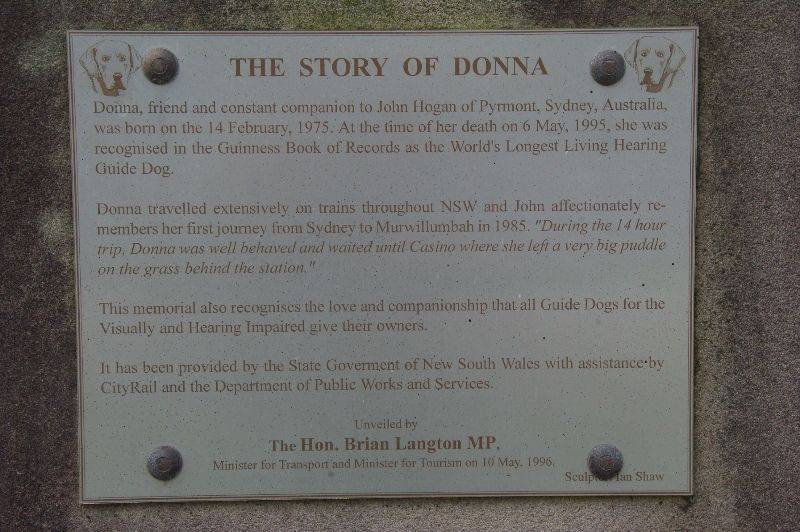 THE STORY OF DONNA
Donna, friend and constant companion to John Hogan of Pyrmont, Sydney, Australia,
was born on the 14 February, 1975. At the time of her death on 6 May, 1995, she was
recognised in the Guinness Book of Records as the World's Longest Living Hearing
Guide Dog.
Donna travelled extensively on trains throughout NSW and John affectionately re-
members her first journey from Sydney to Murwillumbah in 1985. "During the 14 hour
trip, Donna was well behaved and waited until Casino where she left a very big puddle
on the grass behind the station."
This memorial also recognises the love and companionship that all Guide Dogs for the
Visually and Hearing Impaired give their owners.
It has been provided by the State Goverment of New South Wales with assistance by
CityRail and the Department of Public Works and Services.
Unveiled by
The Hon. Brian Langton MP,
Minister for Transport and Minister for Tourism on 10 May, 1996.
Ian Shaw